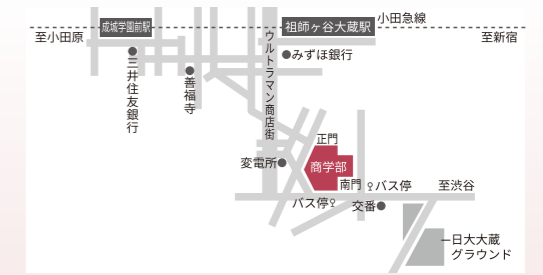 成城学園前駅
祖師ヶ谷大蔵駅
小田急線
至小田原
至新宿
みずほ銀行
三井住友銀行
善福寺
ウルトラマン商店街
正門
変電所
商学部
南門
バス停
至渋谷
バス停
交番
日大大蔵
グラウンド